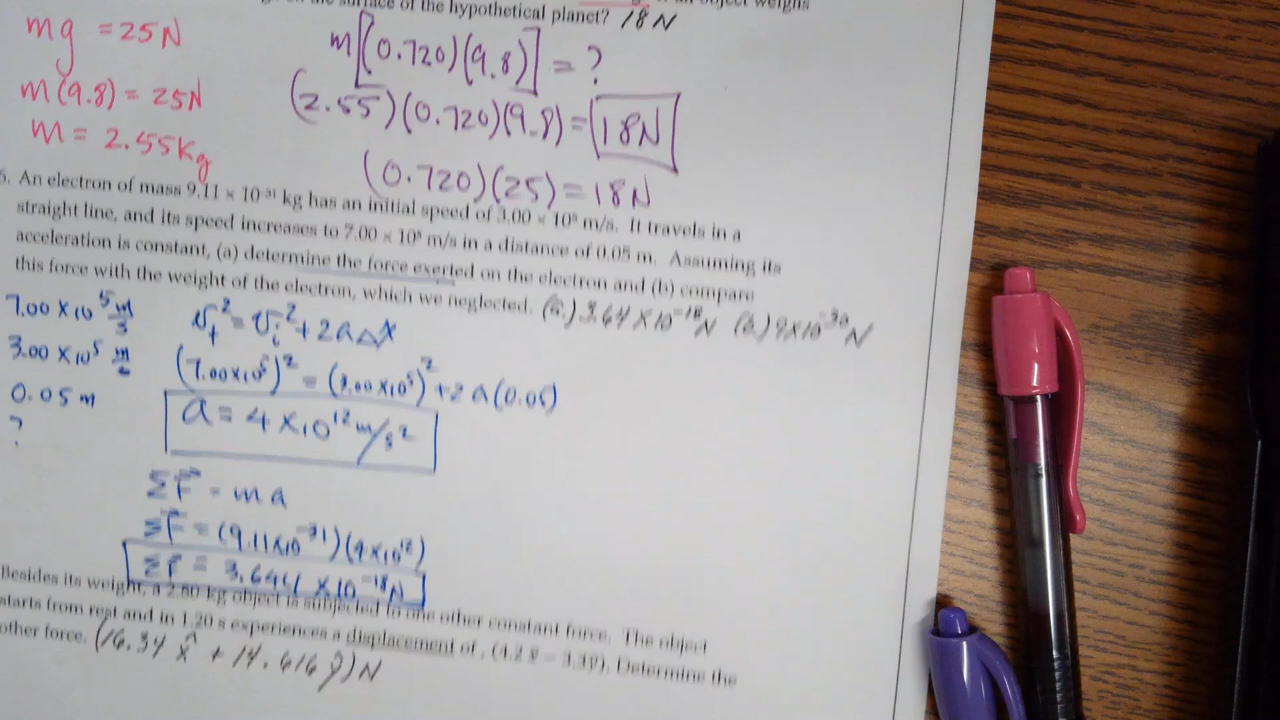 the surface of the hypothetical planet? 18N
object weighs
mg = 25N
m(9.8) = 25N
m = 2.55Kg
m[(0.720)(9.8)] = ?
(2.55)(0.720)(9.8) = 18N
(0.720)(25) = 18N
An electron of mass 9.11 × 10⁻³¹ kg has an initial speed of 3.00 × 10⁵ m/s. It travels in a
straight line, and its speed increases to 7.00 × 10⁵ m/s in a distance of 0.05 m. Assuming its
acceleration is constant, (a) determine the force exerted on the electron and (b) compare
this force with the weight of the electron, which we neglected. (a.) 3.64 × 10⁻¹⁸ N (b.) 9×10⁻³⁰ N
7.00 × 10⁵ m/s
3.00 × 10⁵ m/s
0.05 m
?
v_f² = v_i² + 2aΔx
(7.00×10⁵)² = (3.00×10⁵)² + 2a(0.05)
a = 4 × 10¹² m/s²
ΣF = ma
ΣF = (9.11×10⁻³¹)(4×10¹²)
ΣF = 3.644 × 10⁻¹⁸ N
Besides its weight, a 2.80 kg object is subjected to one other constant force. The object
starts from rest and in 1.20 s experiences a displacement of , (4.2 x̂ − 3.3ŷ). Determine the
other force. (16.34 x̂ + 14.616 ŷ) N